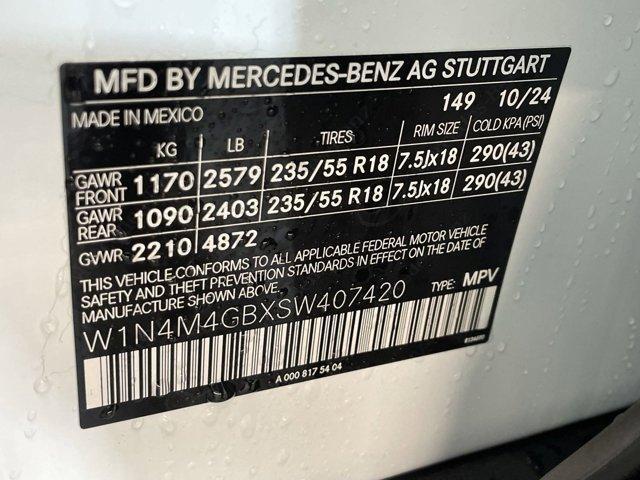 MFD BY MERCEDES-BENZ AG STUTTGART
149 10/24
MADE IN MEXICO
KG LB TIRES RIM SIZE COLD KPA(PSI)
GAWR FRONT 1170 2579 235/55 R18 7.5Jx18 290(43)
GAWR REAR 1090 2403 235/55 R18 7.5Jx18 290(43)
GVWR 2210 4872
THIS VEHICLE CONFORMS TO ALL APPLICABLE FEDERAL MOTOR VEHICLE
SAFETY AND THEFT PREVENTION STANDARDS IN EFFECT ON THE DATE OF
MANUFACTURE SHOWN ABOVE.
W1N4M4GBXSW407420 TYPE: MPV
A 000 817 54 04